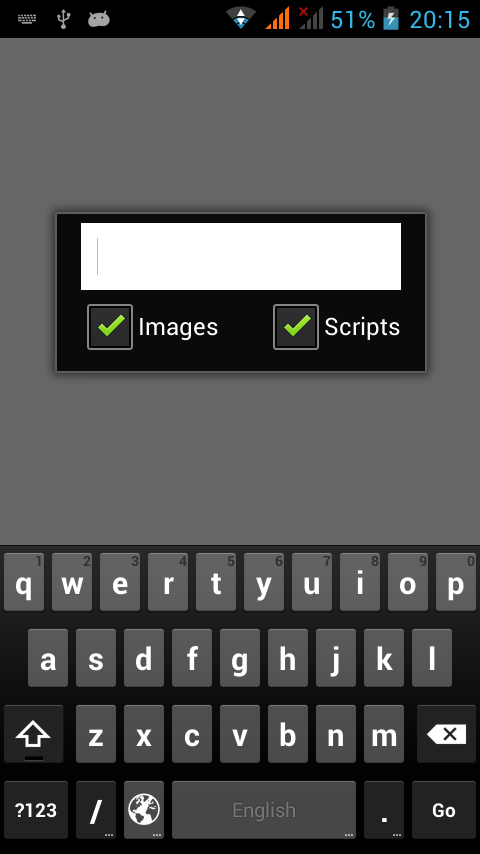 51% 20:15
Images Scripts
1 2 3 4 5 6 7 8 9 0
q w e r t y u i o p
a s d f g h j k l
z x c v b n m
?123 / English . Go